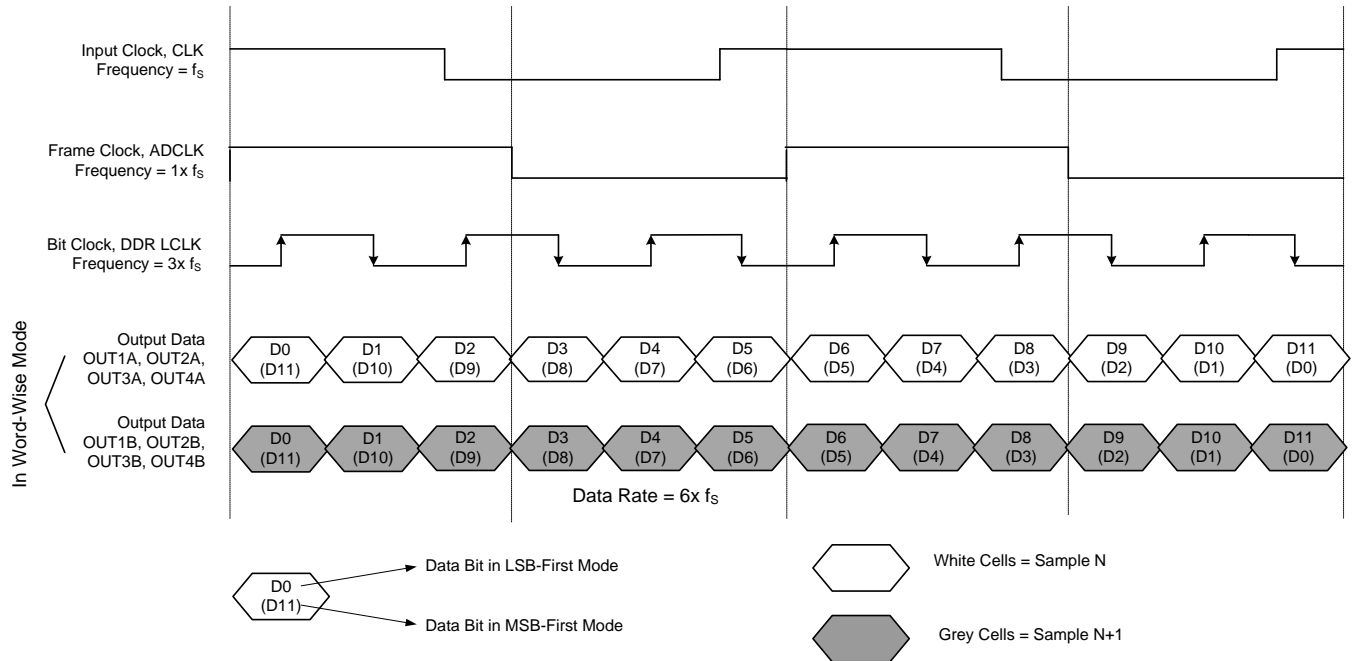 Input Clock, CLK
Frequency = fS
Frame Clock, ADCLK
Frequency = 1x fS
Bit Clock, DDR LCLK
Frequency = 3x fS
In Word-Wise Mode
Output Data
OUT1A, OUT2A,
OUT3A, OUT4A
D0 D1 D2 D3 D4 D5 D6 D7 D8 D9 D10 D11
(D11) (D10) (D9) (D8) (D7) (D6) (D5) (D4) (D3) (D2) (D1) (D0)
Output Data
OUT1B, OUT2B,
OUT3B, OUT4B
D0 D1 D2 D3 D4 D5 D6 D7 D8 D9 D10 D11
(D11) (D10) (D9) (D8) (D7) (D6) (D5) (D4) (D3) (D2) (D1) (D0)
Data Rate = 6x fS
D0
(D11)
Data Bit in LSB-First Mode
Data Bit in MSB-First Mode
White Cells = Sample N
Grey Cells = Sample N+1